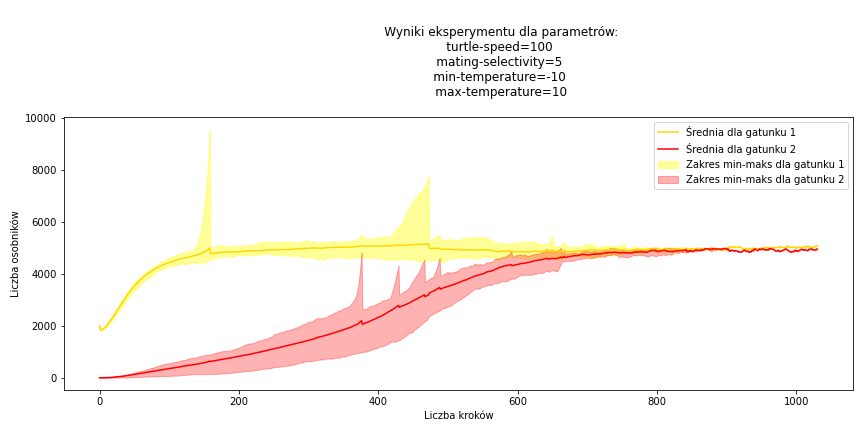 Wyniki eksperymentu dla parametrów:
turtle-speed=100
mating-selectivity=5
min-temperature=-10
max-temperature=10
10000
8000
6000
4000
2000
0
Liczba osobników
Średnia dla gatunku 1
Średnia dla gatunku 2
Zakres min-maks dla gatunku 1
Zakres min-maks dla gatunku 2
0 200 400 600 800 1000
Liczba kroków